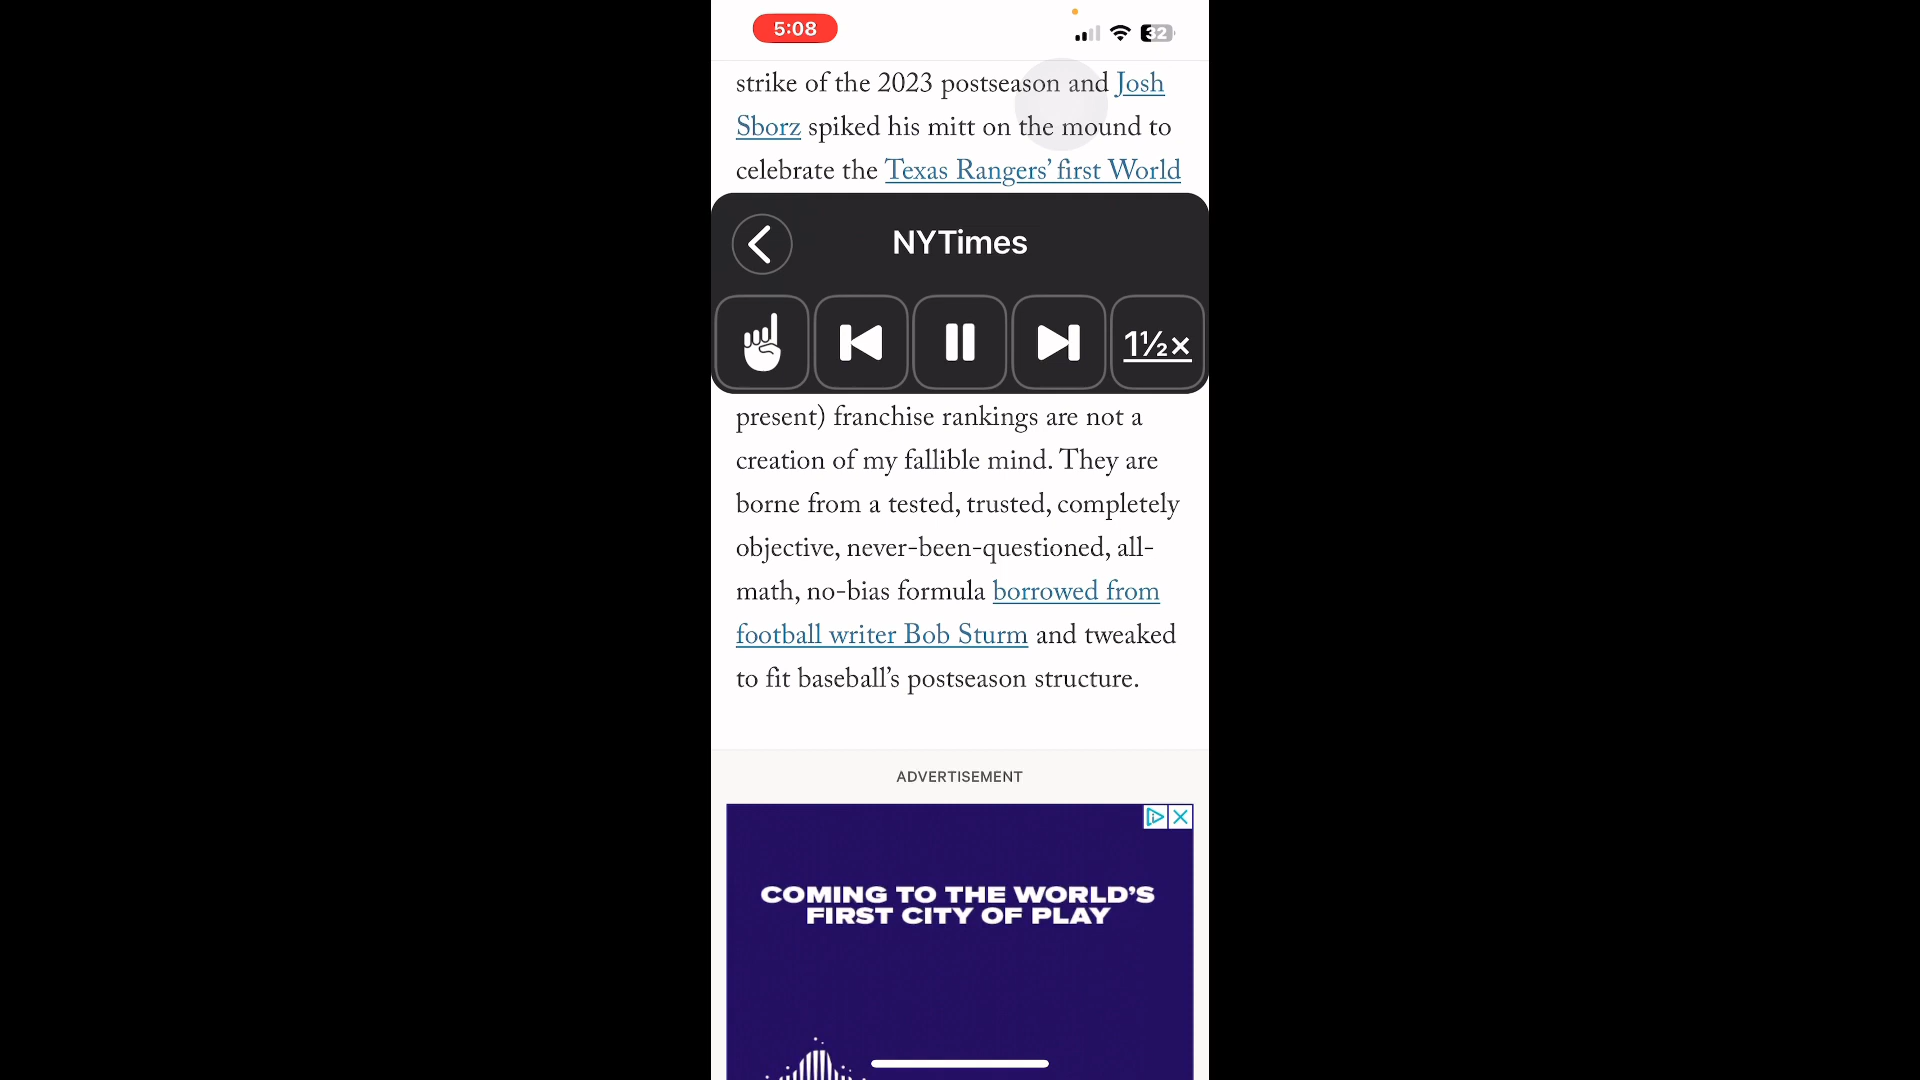 5:08
32
strike of the 2023 postseason and Josh
Sborz spiked his mitt on the mound to
celebrate the Texas Rangers’ first World
NYTimes
1½×
present) franchise rankings are not a
creation of my fallible mind. They are
borne from a tested, trusted, completely
objective, never-been-questioned, all-
math, no-bias formula borrowed from
football writer Bob Sturm and tweaked
to fit baseball’s postseason structure.
ADVERTISEMENT
COMING TO THE WORLD’S
FIRST CITY OF PLAY